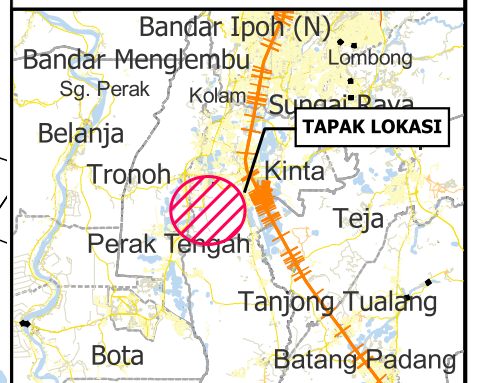 Bandar Ipoh (N)
Bandar Menglembu
Lombong
Sg. Perak
Kolam
Sungai Raya
TAPAK LOKASI
Belanja
Tronoh
Kinta
Teja
Perak Tengah
Tanjong Tualang
Bota
Batang Padang